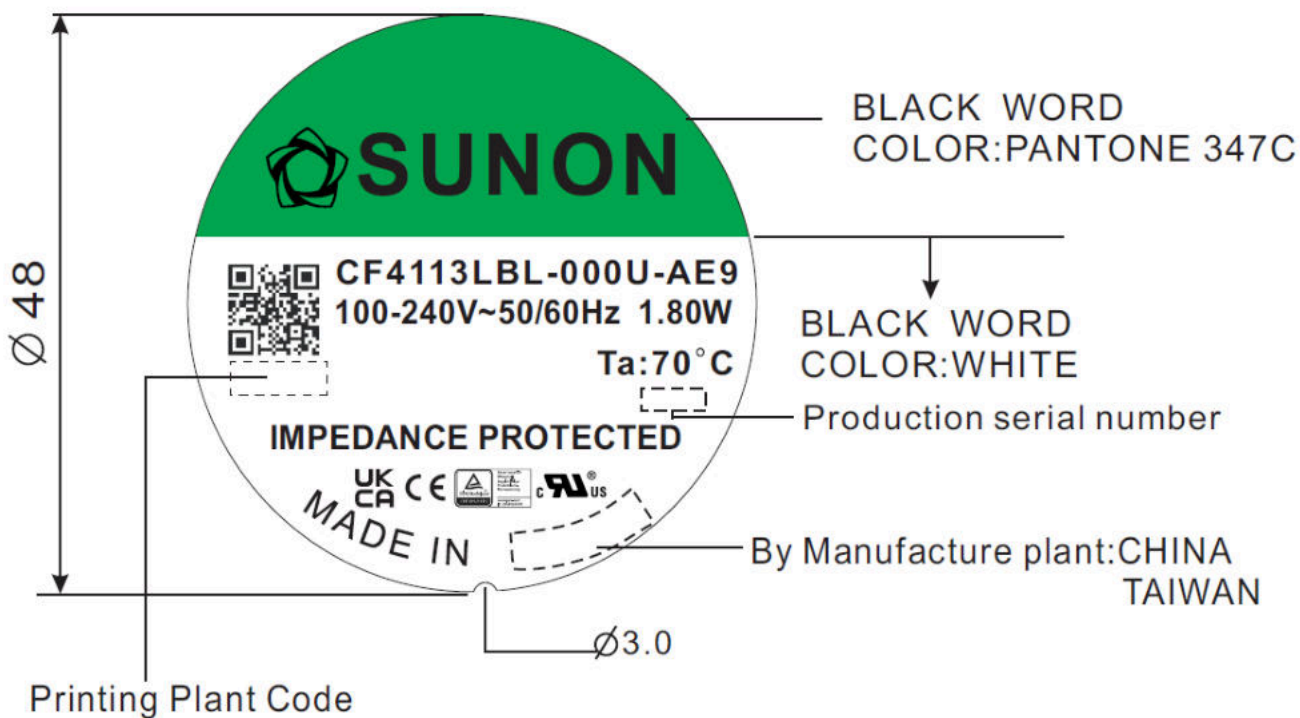 BLACK WORD
COLOR:PANTONE 347C
SUNON
Ø 48
CF4113LBL-000U-AE9
100-240V~50/60Hz 1.80W
BLACK WORD
COLOR:WHITE
Ta:70°C
Production serial number
IMPEDANCE PROTECTED
UK
CA CE c RU ® US
MADE IN
By Manufacture plant:CHINA
TAIWAN
Ø3.0
Printing Plant Code